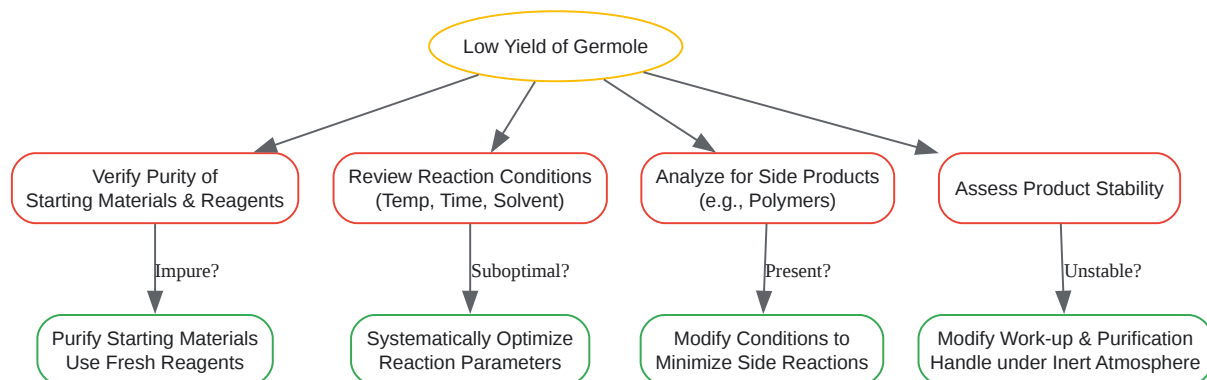 Low Yield of Germole
Verify Purity of
Starting Materials & Reagents
Review Reaction Conditions
(Temp, Time, Solvent)
Analyze for Side Products
(e.g., Polymers)
Assess Product Stability
Impure?
Suboptimal?
Present?
Unstable?
Purify Starting Materials
Use Fresh Reagents
Systematically Optimize
Reaction Parameters
Modify Conditions to
Minimize Side Reactions
Modify Work-up & Purification
Handle under Inert Atmosphere